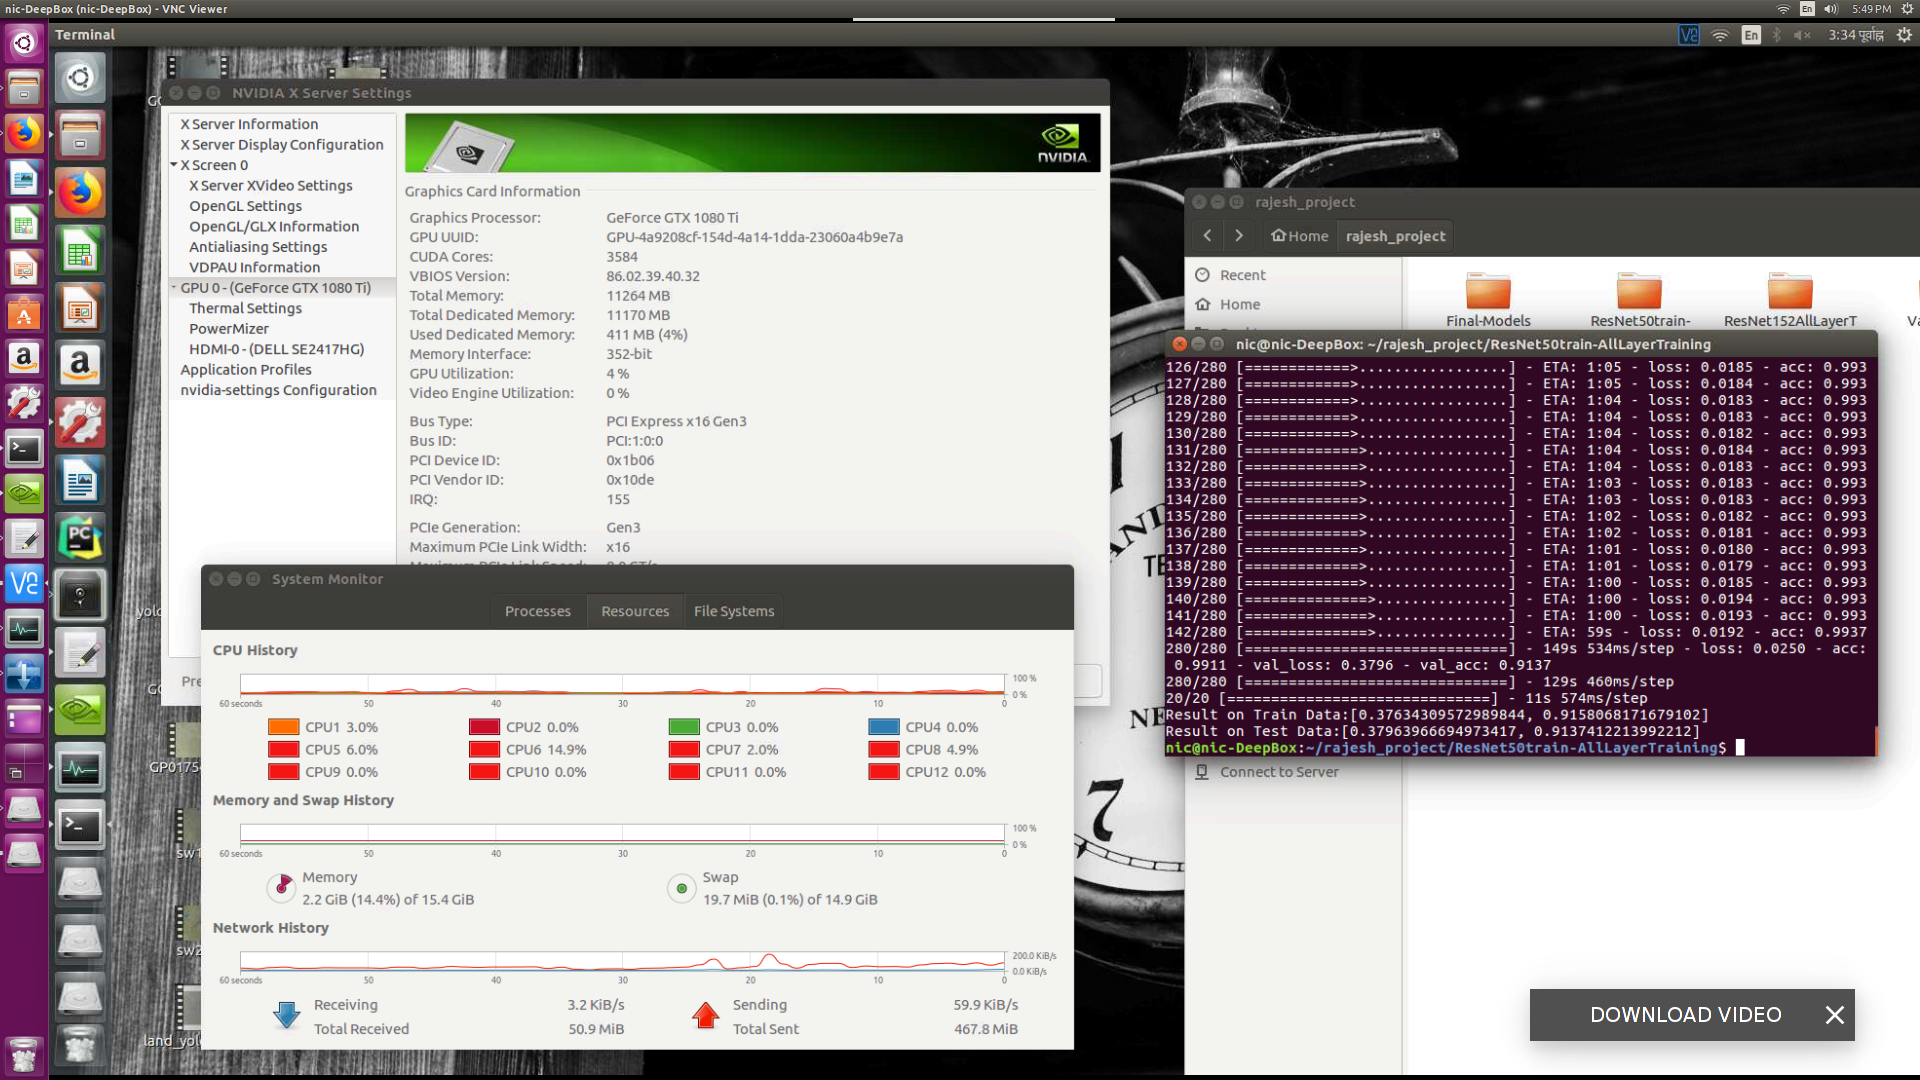 nic-DeepBox (nic-DeepBox) - VNC Viewer
En
5:49 PM
Terminal
En
3:34 पूर्वाह्न
NVIDIA X Server Settings
X Server Information
X Server Display Configuration
X Screen 0
X Server XVideo Settings
OpenGL Settings
OpenGL/GLX Information
Antialiasing Settings
VDPAU Information
GPU 0 - (GeForce GTX 1080 Ti)
Thermal Settings
PowerMizer
HDMI-0 - (DELL SE2417HG)
Application Profiles
nvidia-settings Configuration
NVIDIA.
Graphics Card Information
Graphics Processor: GeForce GTX 1080 Ti
GPU UUID: GPU-4a9208cf-154d-4a14-1dda-23060a4b9e7a
CUDA Cores: 3584
VBIOS Version: 86.02.39.40.32
Total Memory: 11264 MB
Total Dedicated Memory: 11170 MB
Used Dedicated Memory: 411 MB (4%)
Memory Interface: 352-bit
GPU Utilization: 4 %
Video Engine Utilization: 0 %
Bus Type: PCI Express x16 Gen3
Bus ID: PCI:1:0:0
PCI Device ID: 0x1b06
PCI Vendor ID: 0x10de
IRQ: 155
PCIe Generation: Gen3
Maximum PCIe Link Width: x16
System Monitor
Processes Resources File Systems
CPU History
100 %
0 %
60 seconds 50 40 30 20 10 0
CPU1 3.0% CPU2 0.0% CPU3 0.0% CPU4 0.0%
CPU5 6.0% CPU6 14.9% CPU7 2.0% CPU8 4.9%
CPU9 0.0% CPU10 0.0% CPU11 0.0% CPU12 0.0%
Memory and Swap History
100 %
0 %
60 seconds 50 40 30 20 10 0
Memory
2.2 GiB (14.4%) of 15.4 GiB
Swap
19.7 MiB (0.1%) of 14.9 GiB
Network History
200.0 KiB/s
0.0 KiB/s
60 seconds 50 40 30 20 10 0
Receiving 3.2 KiB/s
Total Received 50.9 MiB
Sending 59.9 KiB/s
Total Sent 467.8 MiB
rajesh_project
Home rajesh_project
Recent
Home
Final-Models
ResNet50train-
ResNet152AllLayerT
nic@nic-DeepBox: ~/rajesh_project/ResNet50train-AllLayerTraining
126/280 [============>.................] - ETA: 1:05 - loss: 0.0185 - acc: 0.993
127/280 [============>.................] - ETA: 1:05 - loss: 0.0184 - acc: 0.993
128/280 [============>.................] - ETA: 1:04 - loss: 0.0183 - acc: 0.993
129/280 [============>.................] - ETA: 1:04 - loss: 0.0183 - acc: 0.993
130/280 [============>.................] - ETA: 1:04 - loss: 0.0182 - acc: 0.993
131/280 [=============>................] - ETA: 1:04 - loss: 0.0184 - acc: 0.993
132/280 [=============>................] - ETA: 1:04 - loss: 0.0183 - acc: 0.993
133/280 [=============>................] - ETA: 1:03 - loss: 0.0183 - acc: 0.993
134/280 [=============>................] - ETA: 1:03 - loss: 0.0183 - acc: 0.993
135/280 [=============>................] - ETA: 1:02 - loss: 0.0182 - acc: 0.993
136/280 [=============>................] - ETA: 1:02 - loss: 0.0181 - acc: 0.993
137/280 [=============>................] - ETA: 1:01 - loss: 0.0180 - acc: 0.993
138/280 [=============>................] - ETA: 1:01 - loss: 0.0179 - acc: 0.993
139/280 [=============>................] - ETA: 1:00 - loss: 0.0185 - acc: 0.993
140/280 [==============>...............] - ETA: 1:00 - loss: 0.0194 - acc: 0.993
141/280 [==============>...............] - ETA: 1:00 - loss: 0.0193 - acc: 0.993
142/280 [==============>...............] - ETA: 59s - loss: 0.0192 - acc: 0.9937
280/280 [==============================] - 149s 534ms/step - loss: 0.0250 - acc:
0.9911 - val_loss: 0.3796 - val_acc: 0.9137
280/280 [==============================] - 129s 460ms/step
20/20 [==============================] - 11s 574ms/step
Result on Train Data:[0.37634309572989844, 0.9158068171679102]
Result on Test Data:[0.37963966694973417, 0.9137412213992212]
nic@nic-DeepBox:~/rajesh_project/ResNet50train-AllLayerTraining$
Connect to Server
DOWNLOAD VIDEO